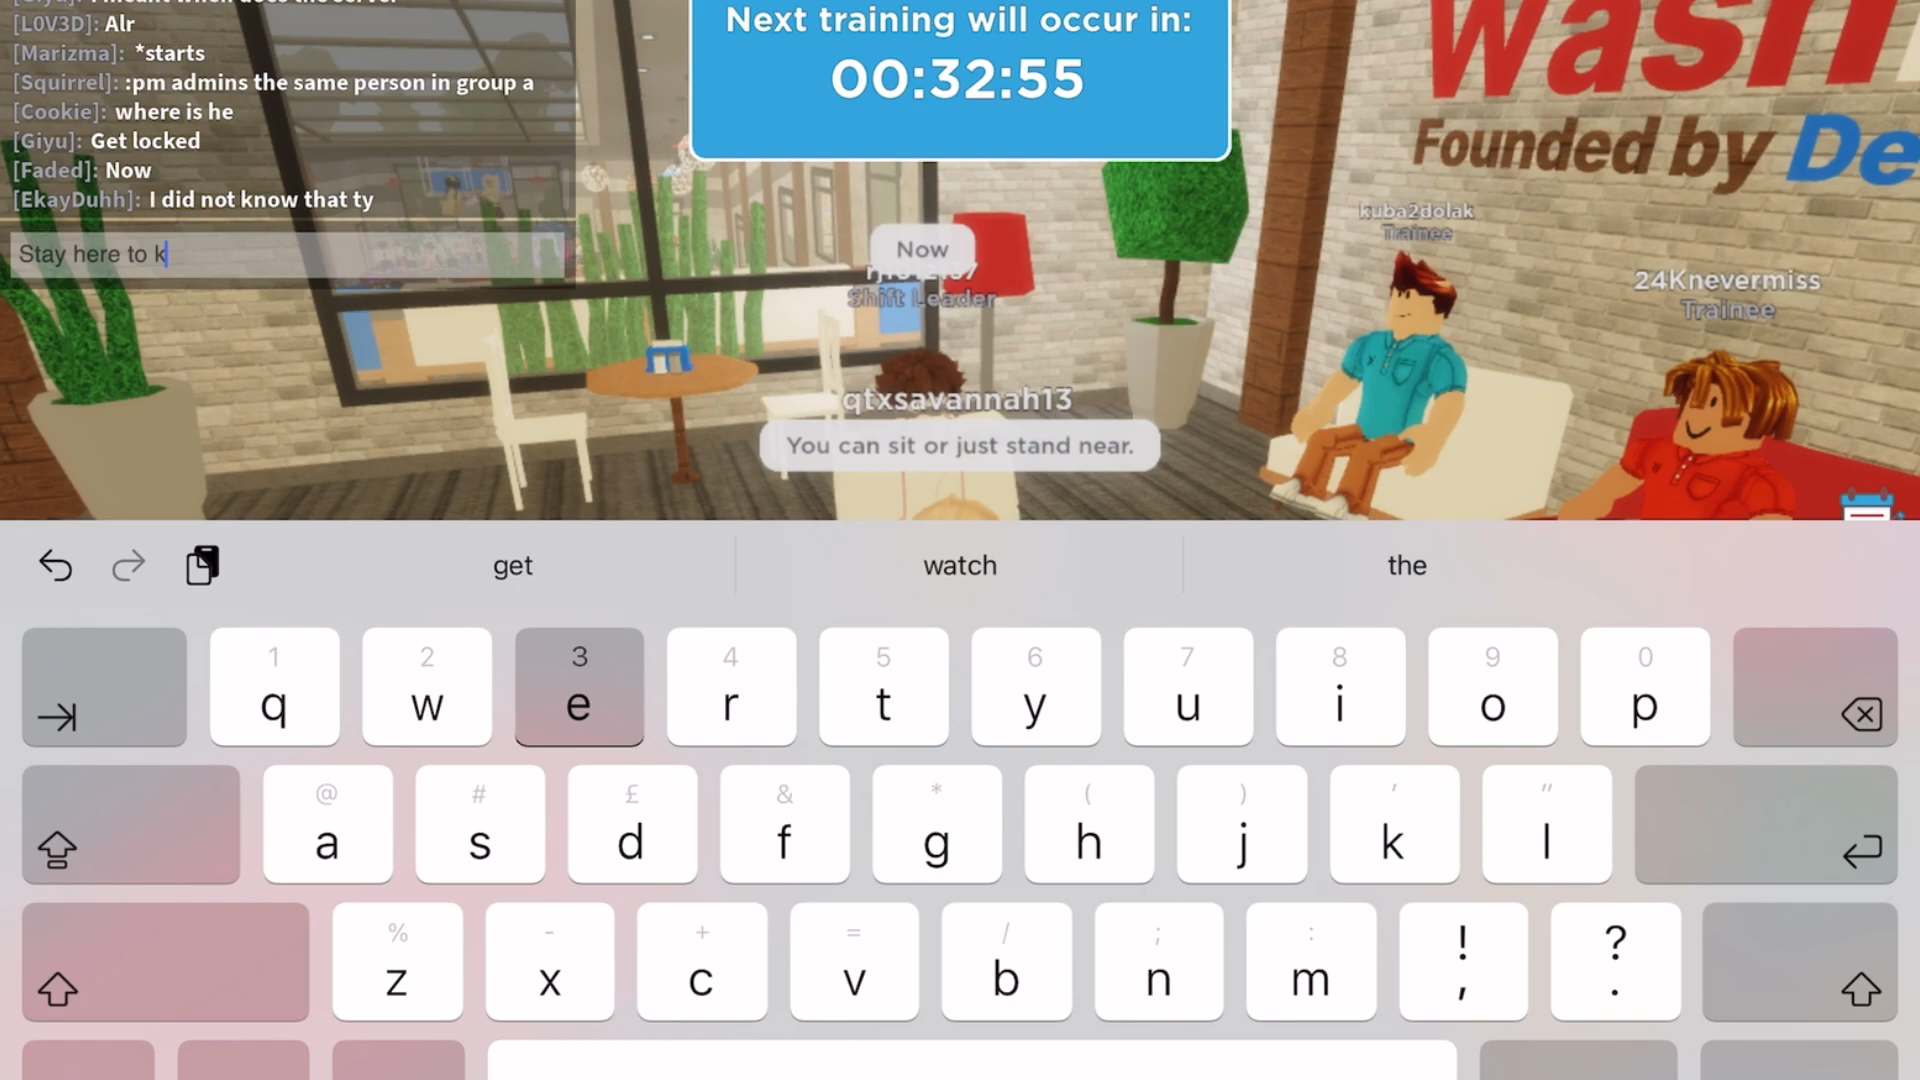 [L0V3D]: Alr
[Marizma]: *starts
[Squirrel]: :pm admins the same person in group a
[Cookie]: where is he
[Giyu]: Get locked
[Faded]: Now
[EkayDuhh]: I did not know that ty
Stay here to k
Next training will occur in:
00:32:55
wash
Founded by De
kuba2dolak
Trainee
24Knevermiss
Trainee
Now
Shift Leader
qtxsavannah13
You can sit or just stand near.
get watch the
1 2 3 4 5 6 7 8 9 0
q w e r t y u i o p
@ # £ & * ( ) ' "
a s d f g h j k l
% - + = / ; : ! ?
z x c v b n m , .